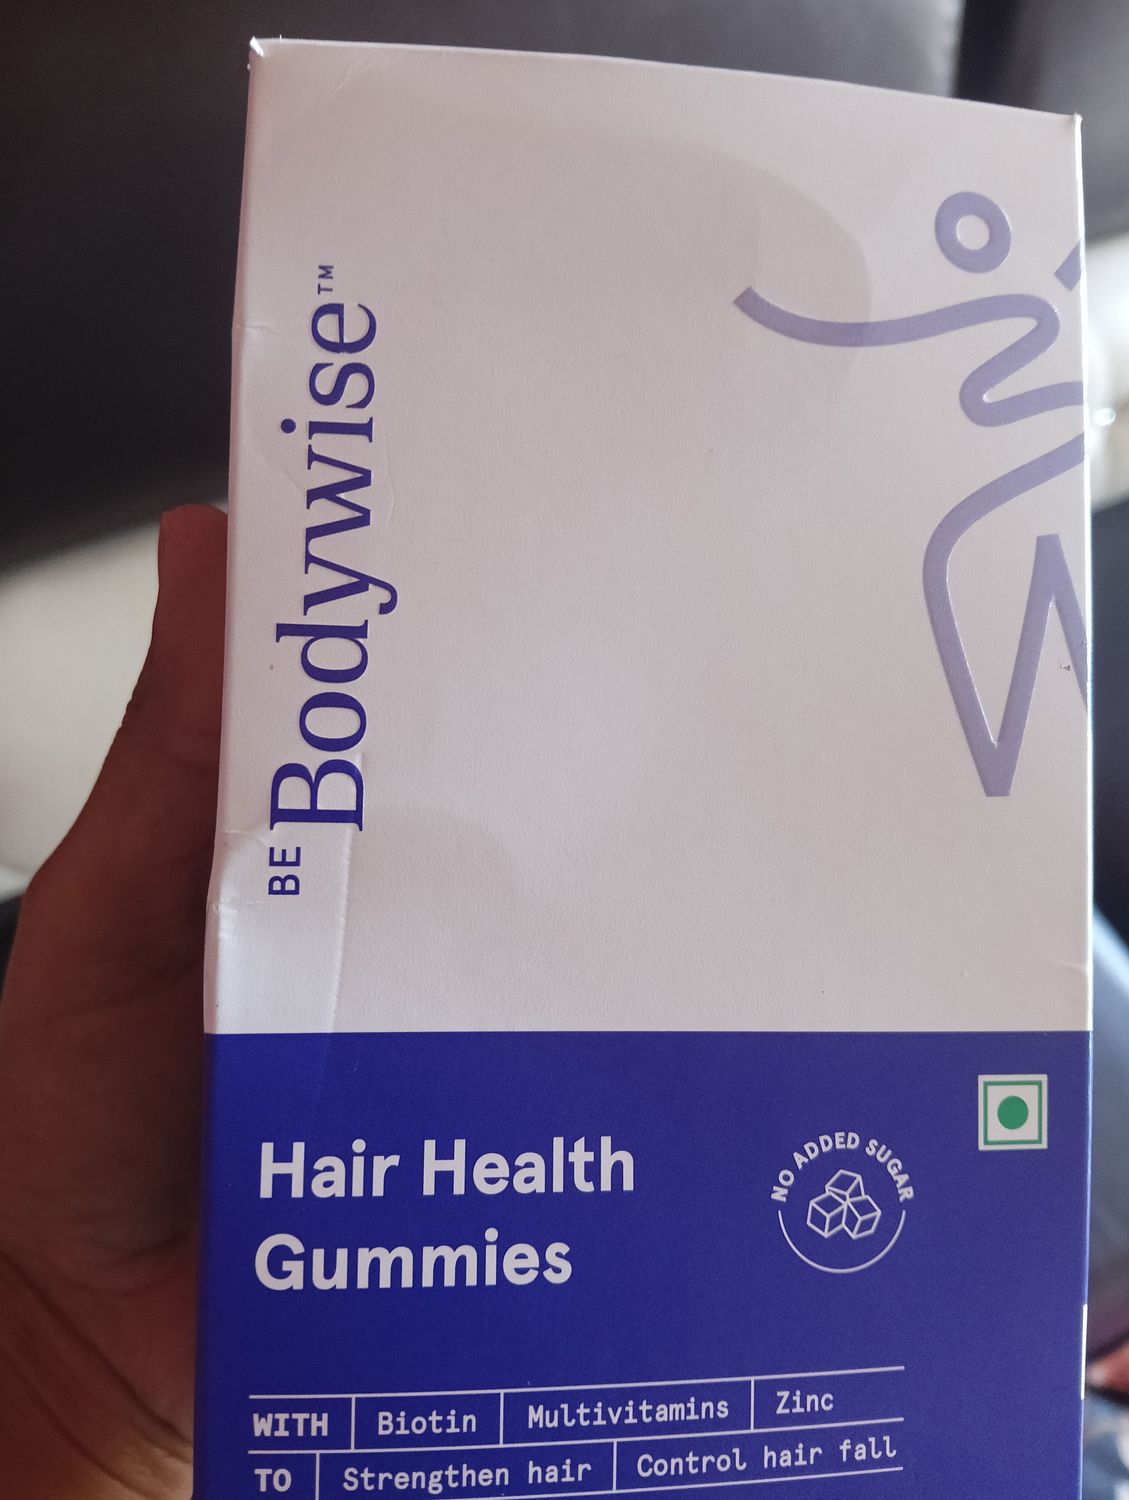 BE Bodywise™
Hair Health
Gummies
NO ADDED SUGAR
WITH Biotin Multivitamins Zinc
TO Strengthen hair Control hair fall